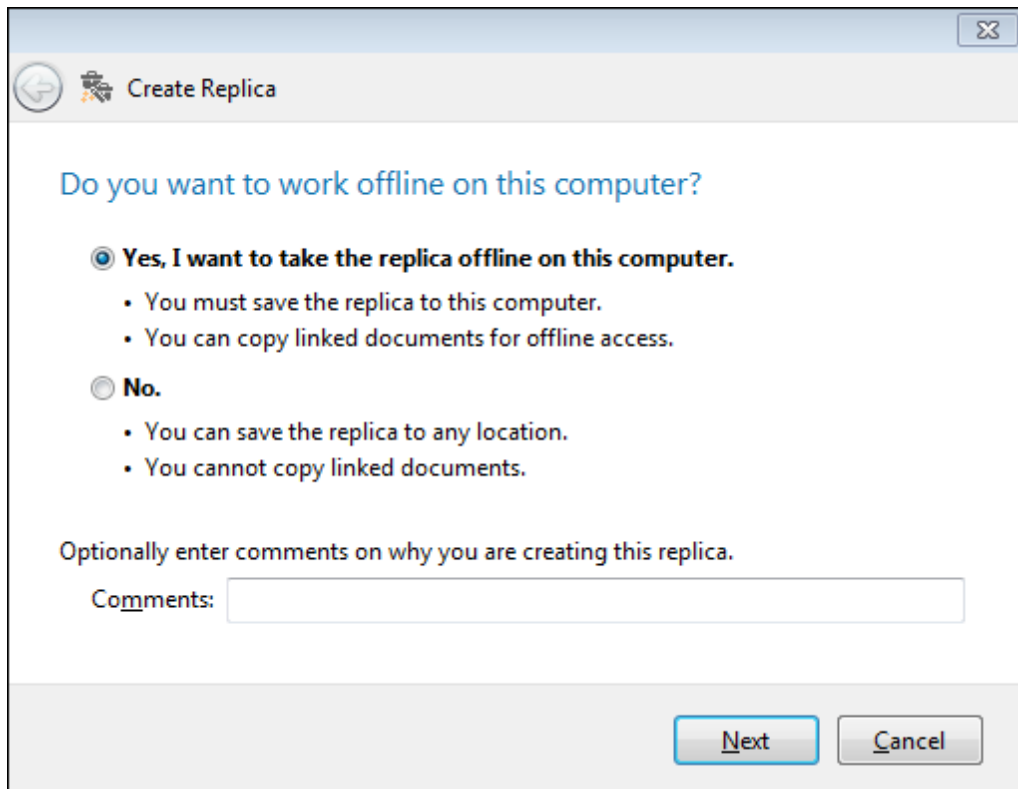 Create Replica
Do you want to work offline on this computer?
Yes, I want to take the replica offline on this computer.
• You must save the replica to this computer.
• You can copy linked documents for offline access.
No.
• You can save the replica to any location.
• You cannot copy linked documents.
Optionally enter comments on why you are creating this replica.
Comments:
Next Cancel